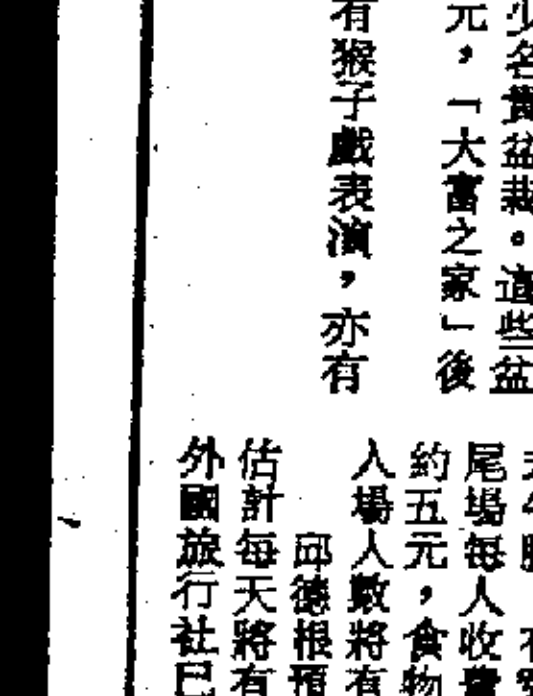 少名貴盆栽。這些盆
元，「大富之家」後
有猴子戲表演，亦有
尾場每人收費
約五元，食物
入場人數將有
邱德根預
估計每天將有
外國旅行社已